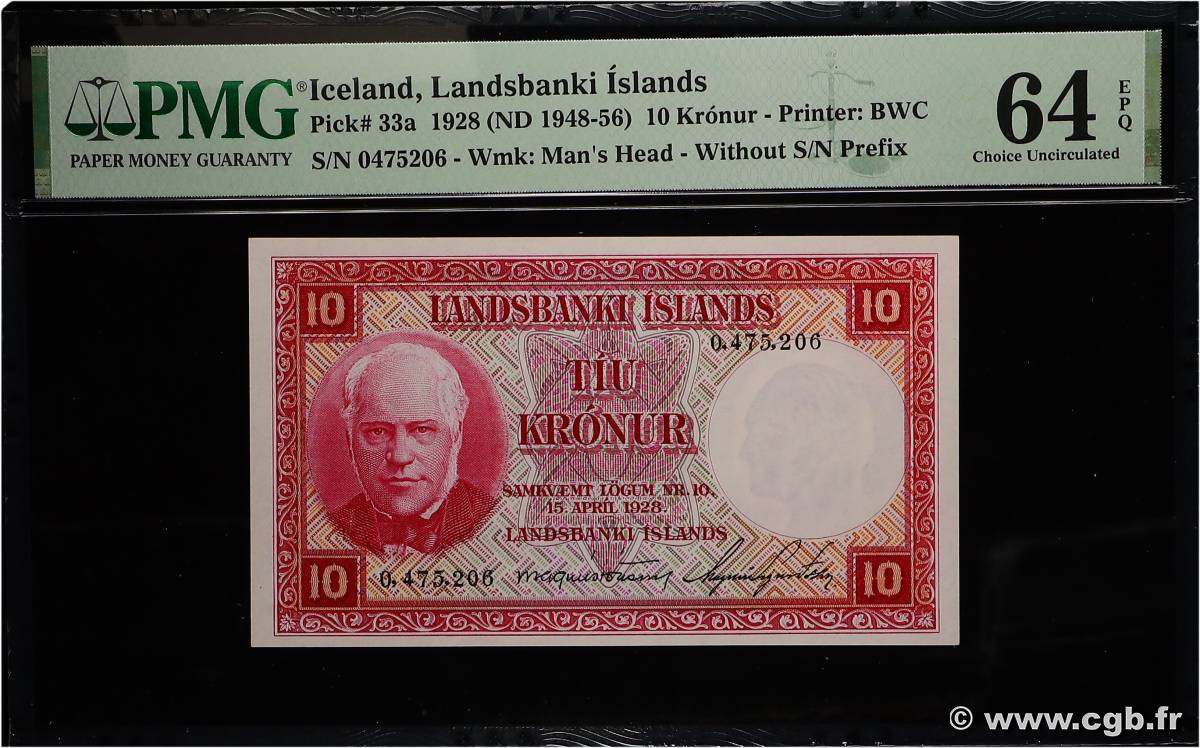 PMG®
PAPER MONEY GUARANTY
Iceland, Landsbanki Íslands
Pick# 33a 1928 (ND 1948-56) 10 Krónur - Printer: BWC
S/N 0475206 - Wmk: Man's Head - Without S/N Prefix
64 EPQ
Choice Uncirculated
10 LANDSBANKI ÍSLANDS 10
0,475,206
TÍU
KRÓNUR
SAMKVÆMT LÖGUM NR. 10,
15. APRÍL 1928.
LANDSBANKI ÍSLANDS
10 0,475,206 10
© www.cgb.fr